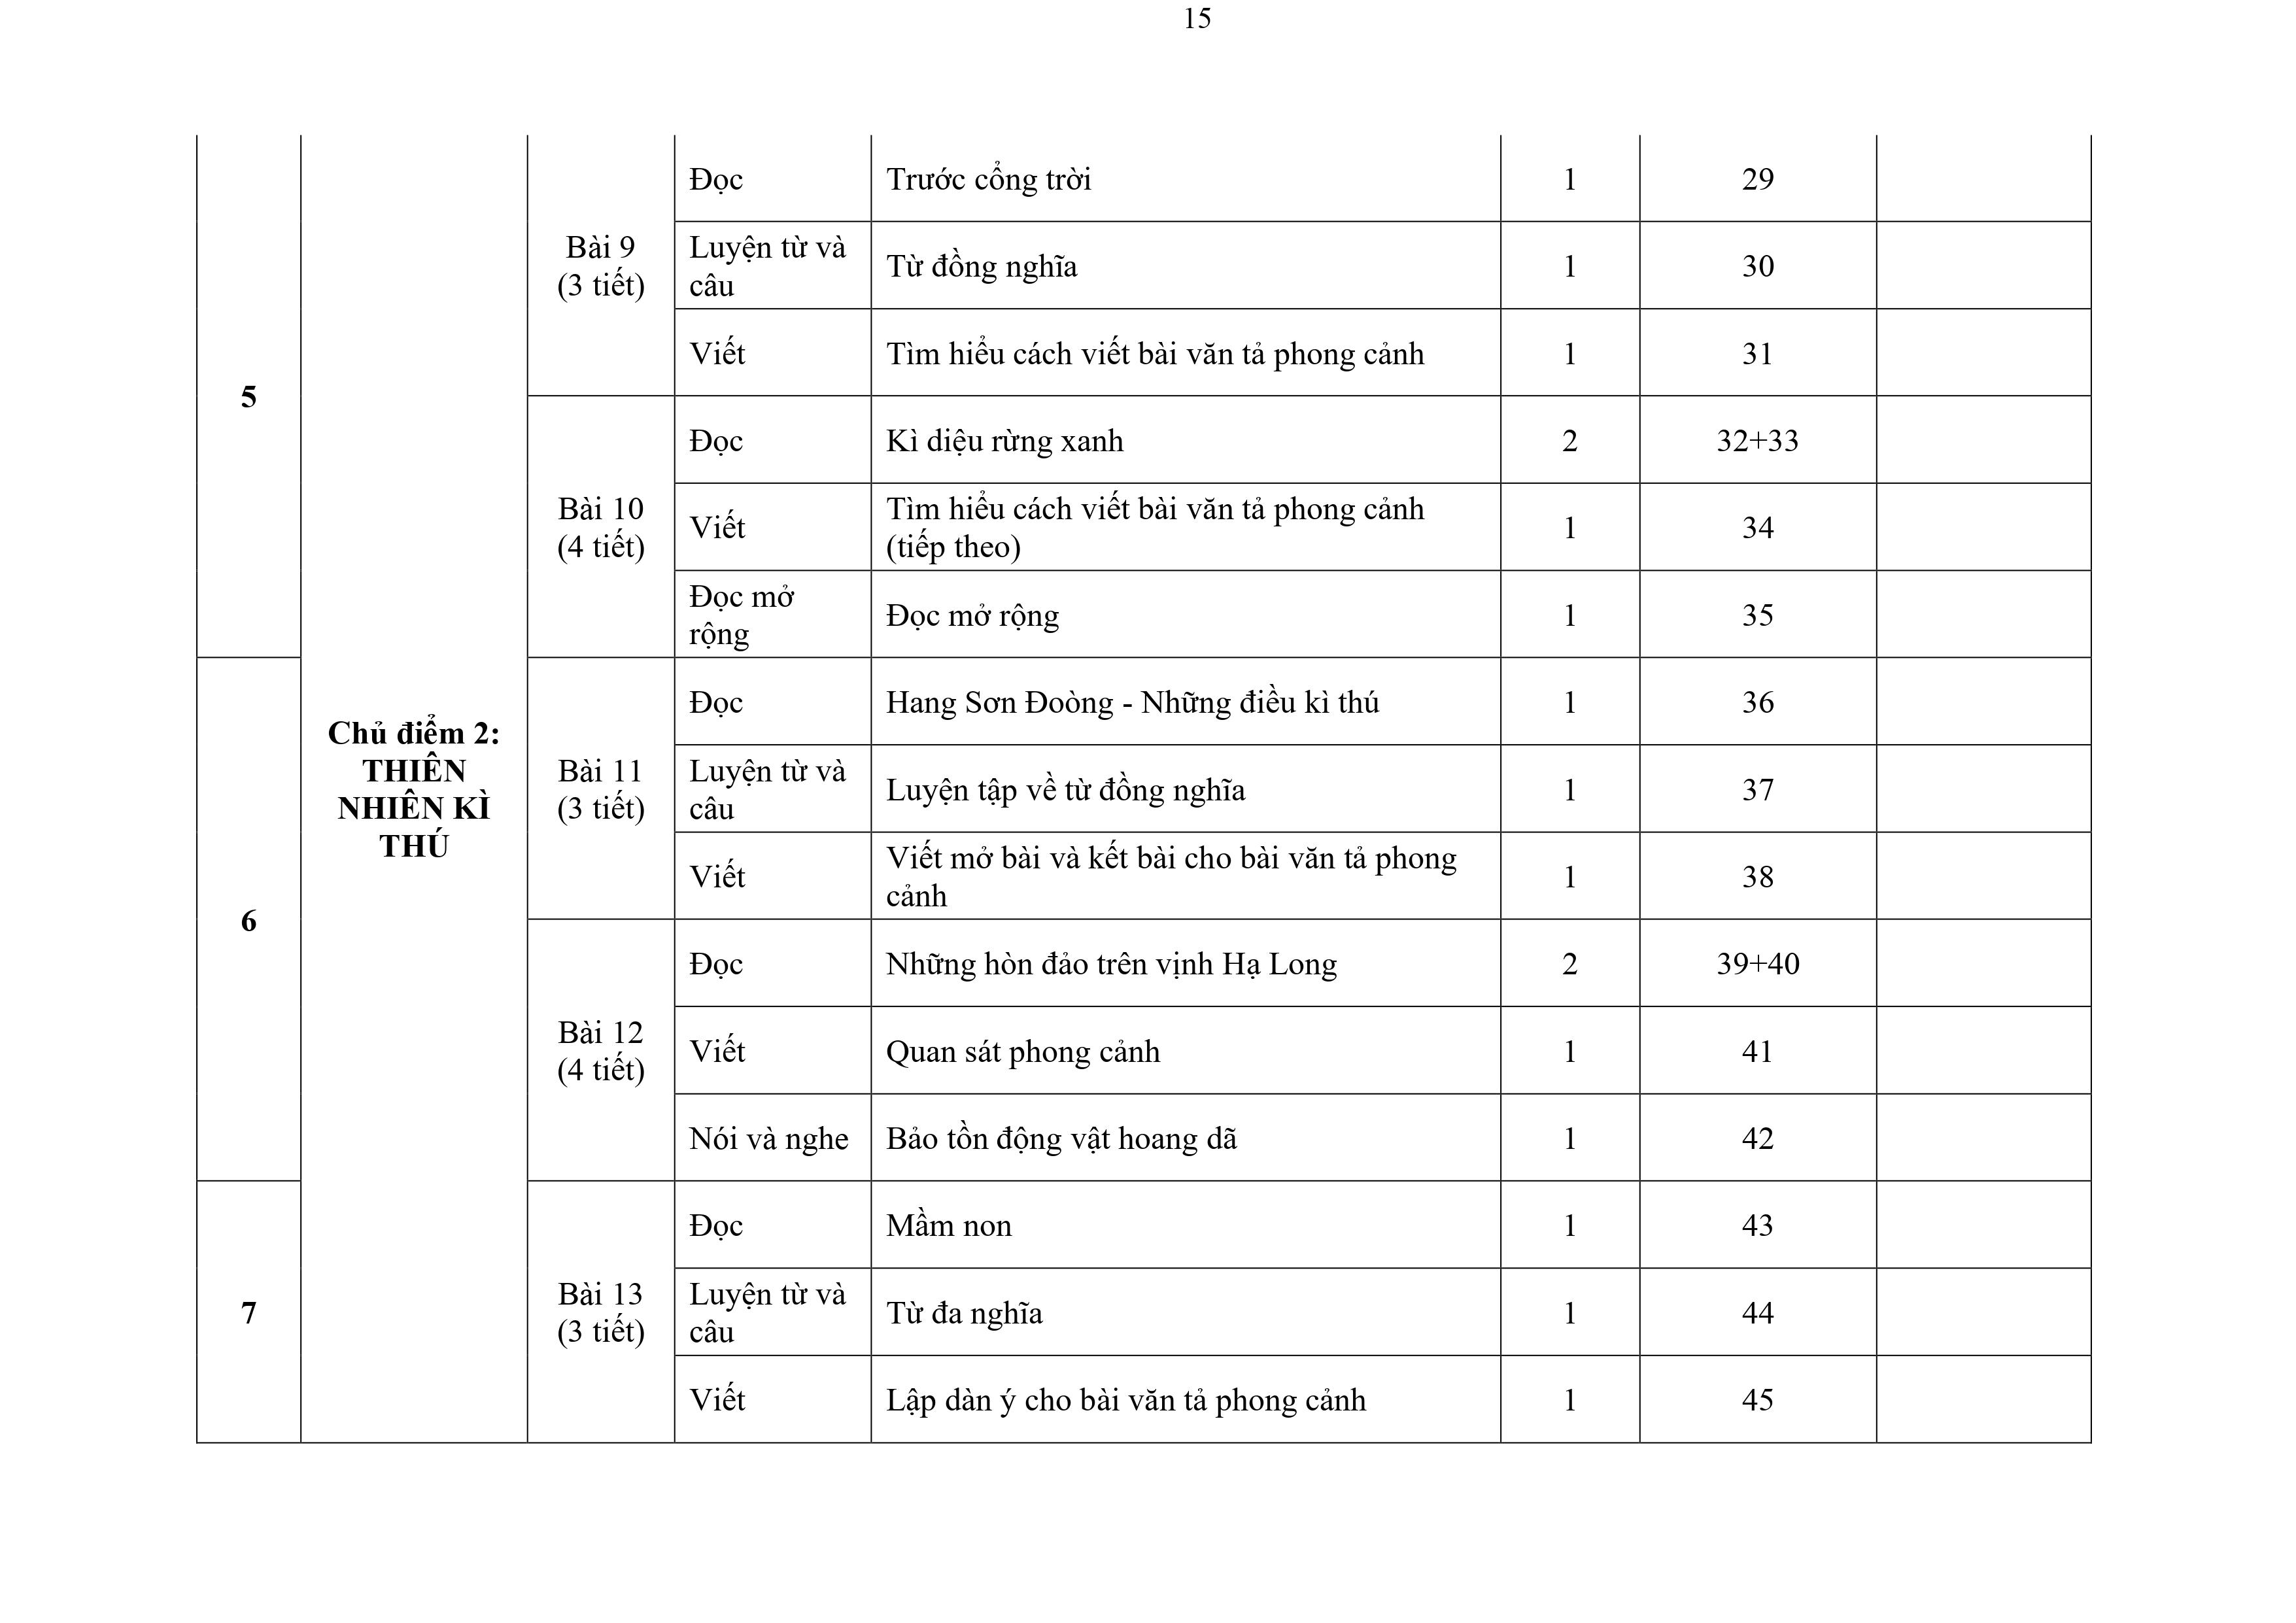 15
5
Chủ điểm 2:
THIÊN
NHIÊN KÌ
THÚ
Bài 9
(3 tiết)
Đọc
Trước cổng trời
1
29
Luyện từ và
câu
Từ đồng nghĩa
1
30
Viết
Tìm hiểu cách viết bài văn tả phong cảnh
1
31
Bài 10
(4 tiết)
Đọc
Kì diệu rừng xanh
2
32+33
Viết
Tìm hiểu cách viết bài văn tả phong cảnh
(tiếp theo)
1
34
Đọc mở
rộng
Đọc mở rộng
1
35
6
Bài 11
(3 tiết)
Đọc
Hang Sơn Đoòng - Những điều kì thú
1
36
Luyện từ và
câu
Luyện tập về từ đồng nghĩa
1
37
Viết
Viết mở bài và kết bài cho bài văn tả phong
cảnh
1
38
Bài 12
(4 tiết)
Đọc
Những hòn đảo trên vịnh Hạ Long
2
39+40
Viết
Quan sát phong cảnh
1
41
Nói và nghe
Bảo tồn động vật hoang dã
1
42
7
Bài 13
(3 tiết)
Đọc
Mầm non
1
43
Luyện từ và
câu
Từ đa nghĩa
1
44
Viết
Lập dàn ý cho bài văn tả phong cảnh
1
45